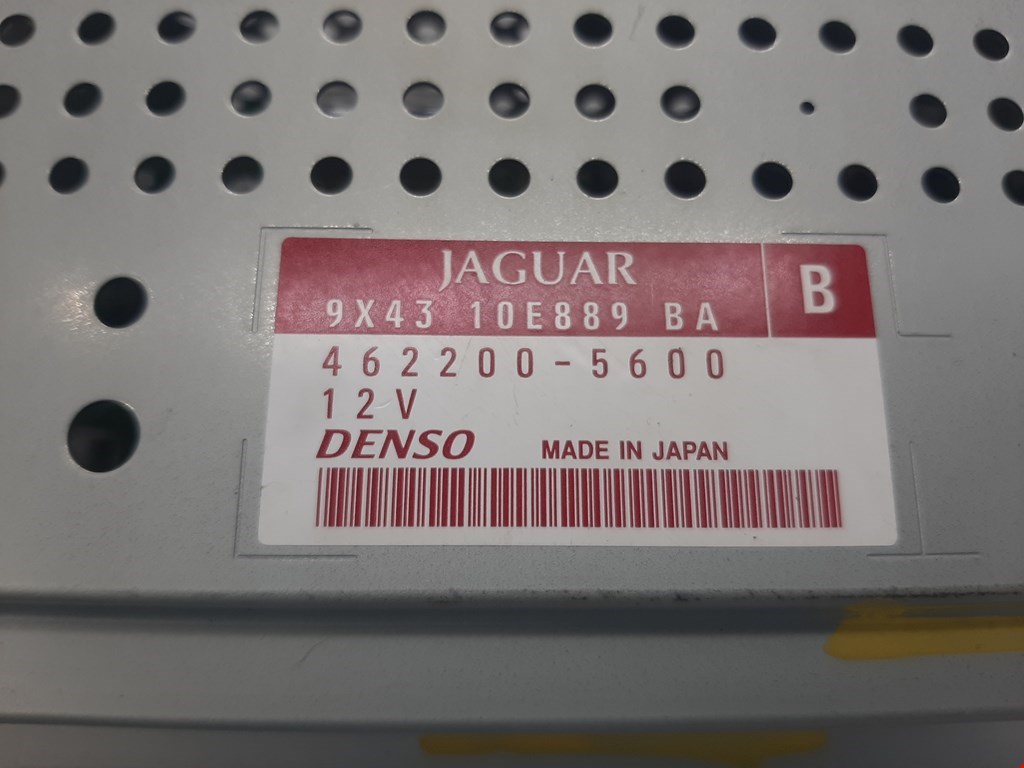 JAGUAR
9X43 10E889 BA
B
462200-5600
12V
DENSO MADE IN JAPAN